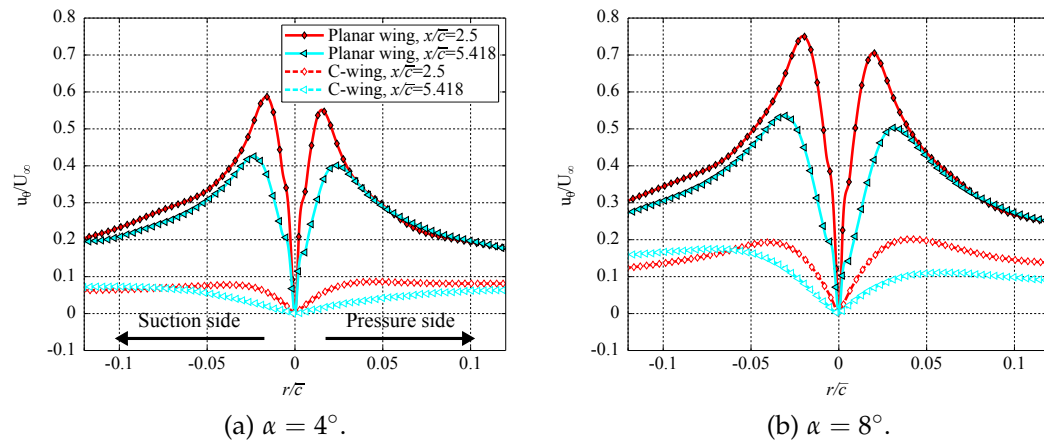 0.8
0.7
0.6
0.5
0.4
0.3
0.2
0.1
0
-0.1
u_θ/U_∞
Planar wing, x/c̅=2.5
Planar wing, x/c̅=5.418
C-wing, x/c̅=2.5
C-wing, x/c̅=5.418
Suction side
Pressure side
-0.1 -0.05 0 0.05 0.1
r/c̅
(a) α = 4°.
0.8
0.7
0.6
0.5
0.4
0.3
0.2
0.1
0
-0.1
u_θ/U_∞
-0.1 -0.05 0 0.05 0.1
r/c̅
(b) α = 8°.